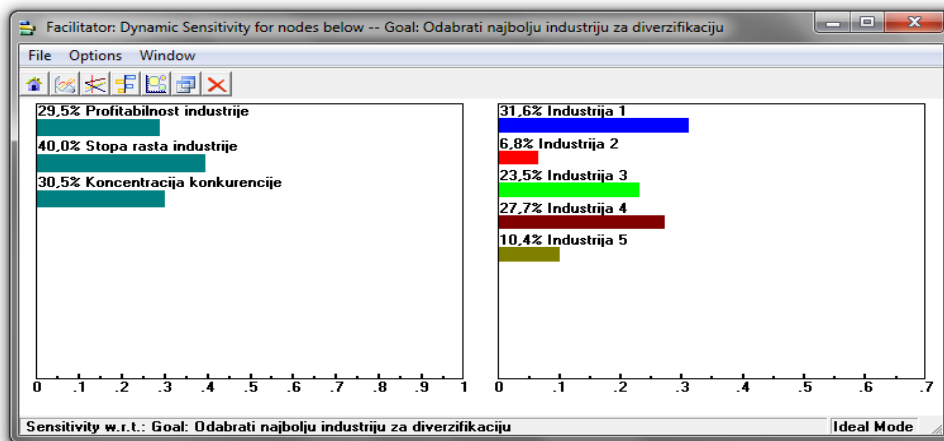 Facilitator: Dynamic Sensitivity for nodes below -- Goal: Odabrati najbolju industriju za diverzifikaciju
File Options Window
29,5% Profitabilnost industrije
40,0% Stopa rasta industrije
30,5% Koncentracija konkurencije
0 .1 .2 .3 .4 .5 .6 .7 .8 .9 1
31,6% Industrija 1
6,8% Industrija 2
23,5% Industrija 3
27,7% Industrija 4
10,4% Industrija 5
0 .1 .2 .3 .4 .5 .6 .7
Sensitivity w.r.t.: Goal: Odabrati najbolju industriju za diverzifikaciju
Ideal Mode